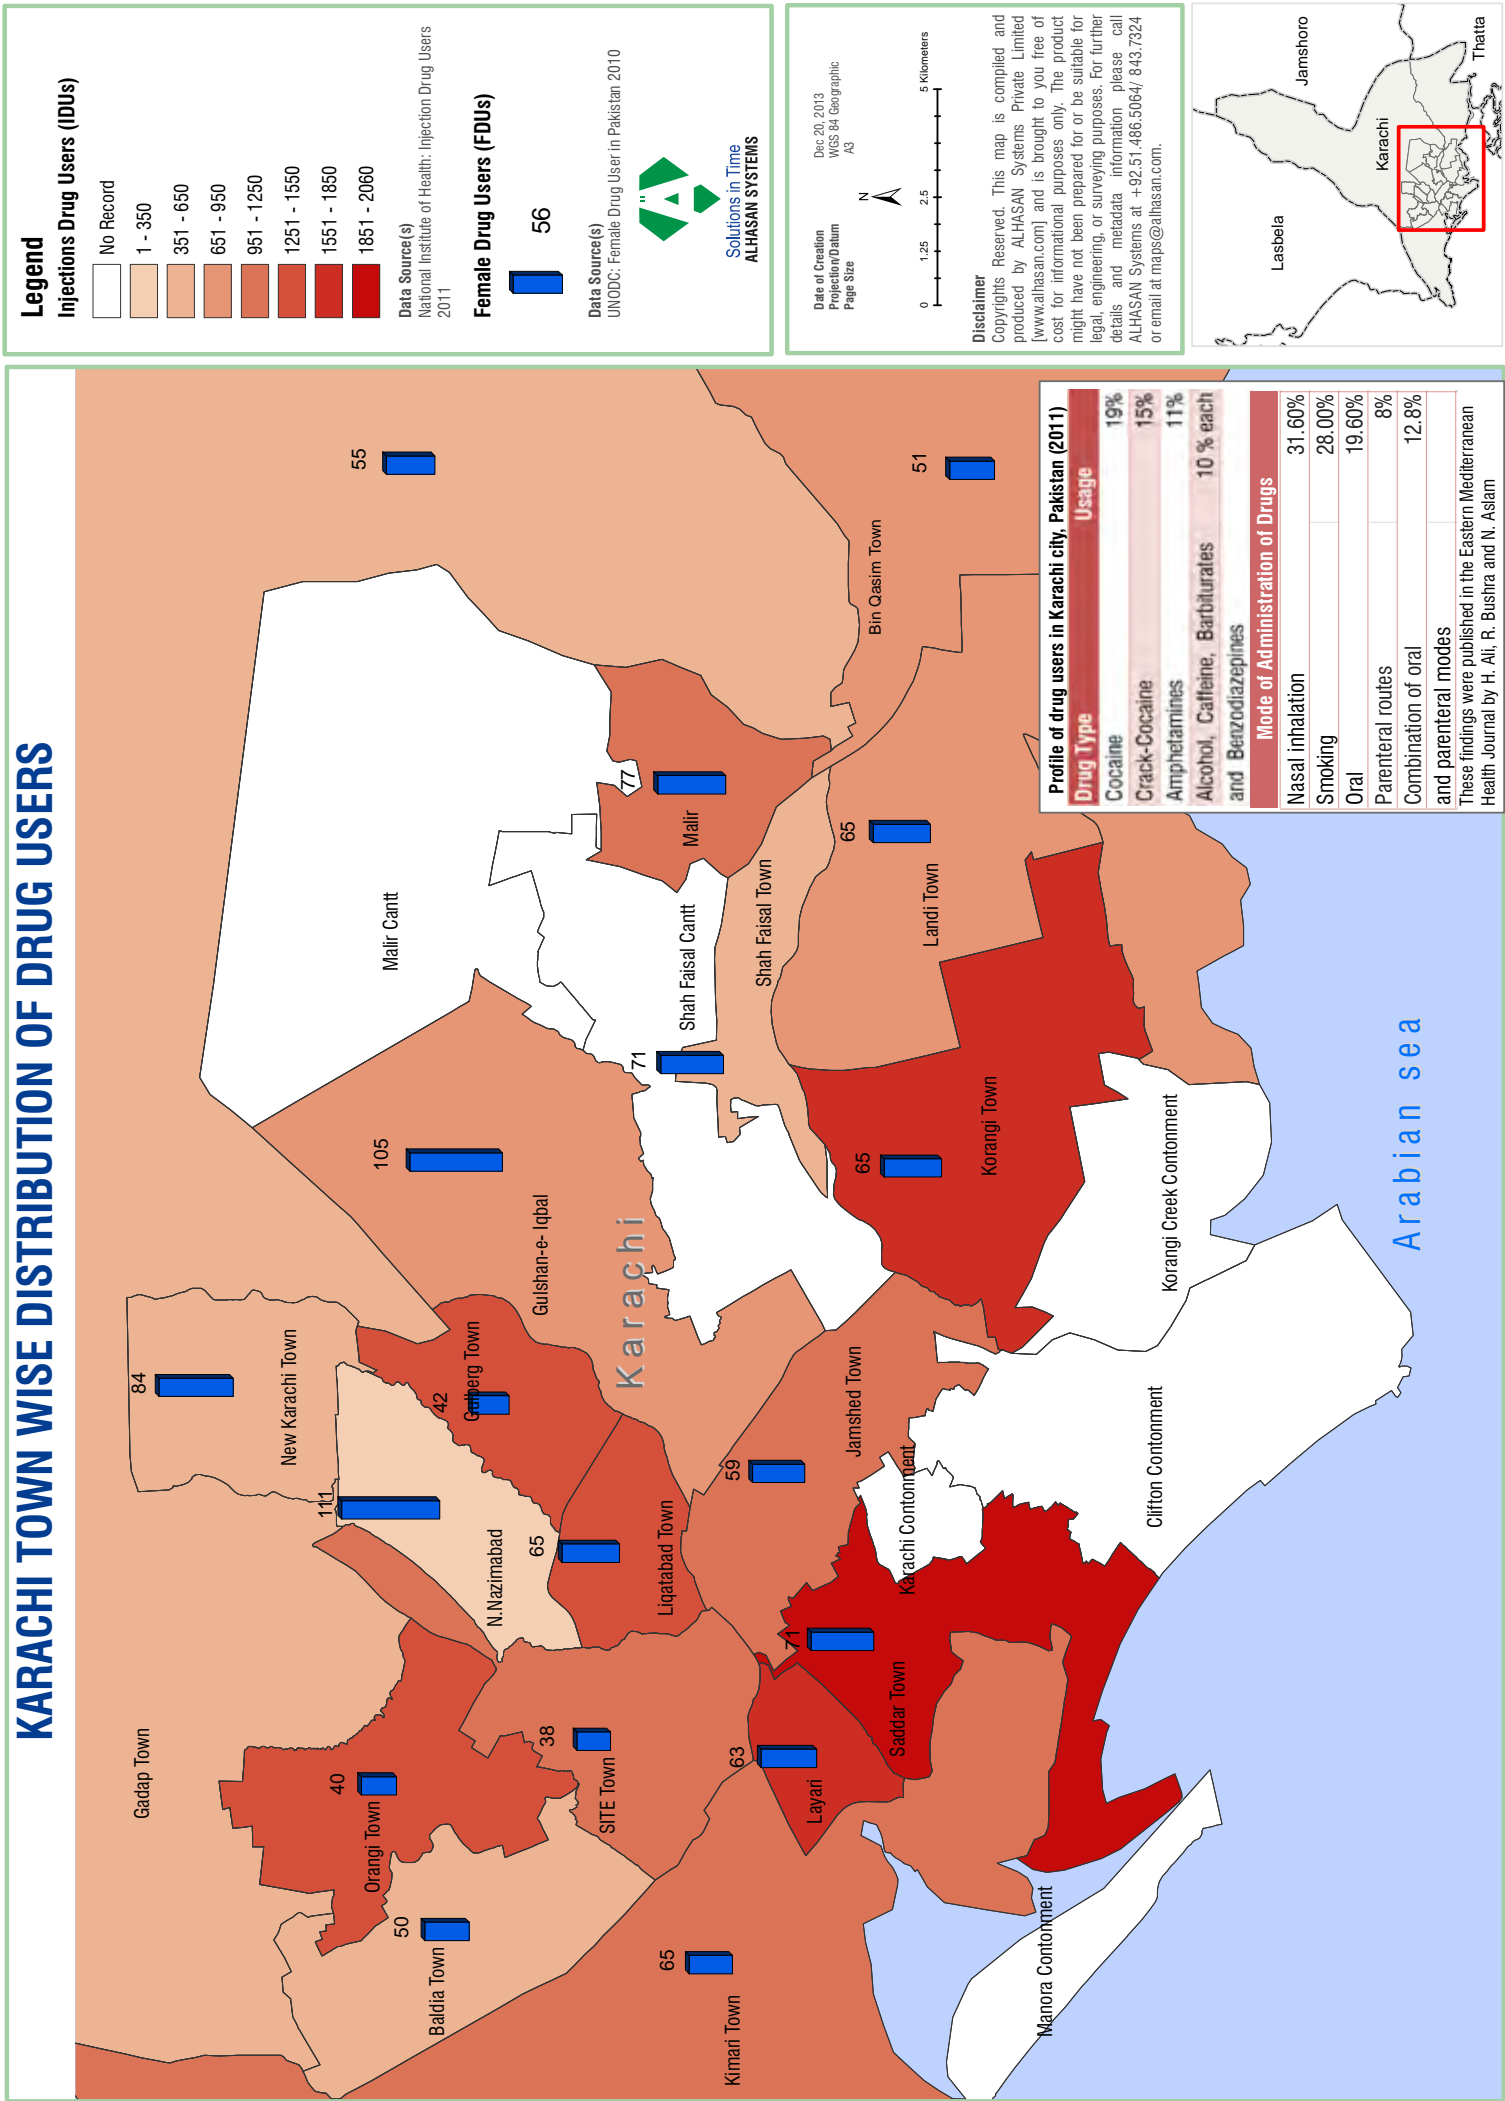 KARACHI TOWN WISE DISTRIBUTION OF DRUG USERS
Gadap Town
84
New Karachi Town
111
40
Orangi Town
50
Baldia Town
N.Nazimabad
42
Gulberg Town
105
Gulshan-e- Iqbal
Malir Cantt
55
38
SITE Town
65
Liqatabad Town
Karachi
71
Shah Faisal Cantt
77
Malir
65
Kimari Town
63
Layari
59
Jamshed Town
71
Saddar Town
Karachi Contonment
Shah Faisal Town
65
Landi Town
65
Korangi Town
Bin Qasim Town
51
Manora Contonment
Clifton Contonment
Korangi Creek Contonment
Arabian sea
Profile of drug users in Karachi city, Pakistan (2011)
Drug Type Usage
Cocaine 19%
Crack-Cocaine 15%
Amphetamines 11%
Alcohol, Caffeine, Barbiturates 10 % each
and Benzodiazepines
Mode of Administration of Drugs
Nasal inhalation 31.60%
Smoking 28.00%
Oral 19.60%
Parenteral routes 8%
Combination of oral 12.8%
and parenteral modes
These findings were published in the Eastern Mediterranean
Health Journal by H. Ali, R. Bushra and N. Aslam
Legend
Injections Drug Users (IDUs)
No Record
1 - 350
351 - 650
651 - 950
951 - 1250
1251 - 1550
1551 - 1850
1851 - 2060
Data Source(s)
National Institute of Health: Injection Drug Users
2011
Female Drug Users (FDUs)
56
Data Source(s)
UNODC: Female Drug User in Pakistan 2010
Solutions in Time
ALHASAN SYSTEMS
Date of Creation Dec 20, 2013
Projection/Datum WGS 84 Geographic
Page Size A3
N
0 1.25 2.5 5 Kilometers
Disclaimer
Copyrights Reserved. This map is compiled and
produced by ALHASAN Systems Private Limited
[www.alhasan.com] and is brought to you free of
cost for informational purposes only. The product
might have not been prepared for or be suitable for
legal, engineering, or surveying purposes. For further
details and metadata information please call
ALHASAN Systems at +92.51.486.5064/ 843.7324
or email at maps@alhasan.com.
Lasbela
Jamshoro
Karachi
Thatta